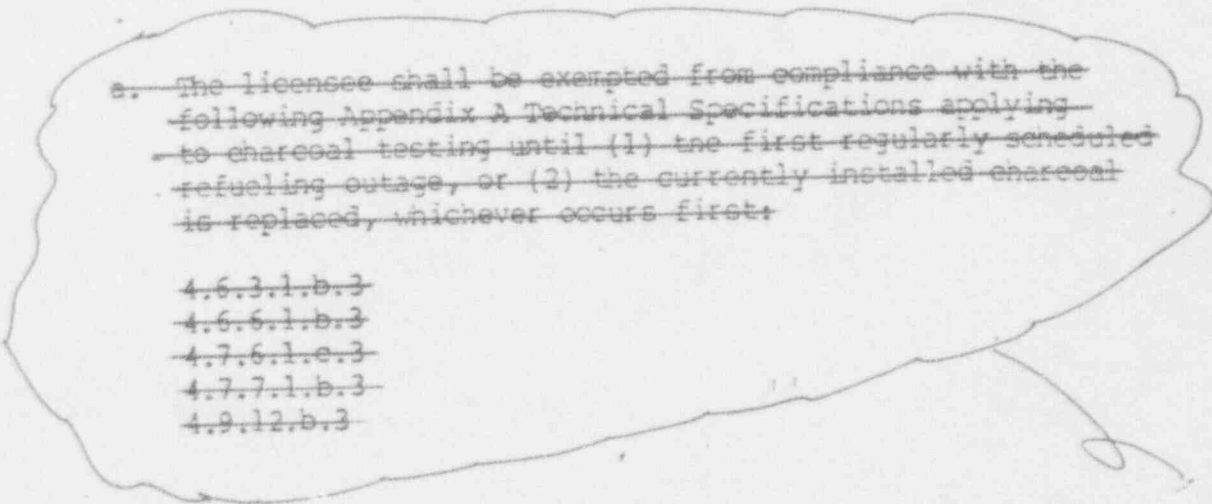 a. The licensee shall be exempted from compliance with the
following Appendix A Technical Specifications applying
to charcoal testing until (1) the first regularly scheduled
refueling outage, or (2) the currently installed charcoal
is replaced, whichever occurs first:
4.6.3.1.b.3
4.6.6.1.b.3
4.7.6.1.c.3
4.7.7.1.b.3
4.9.12.b.3